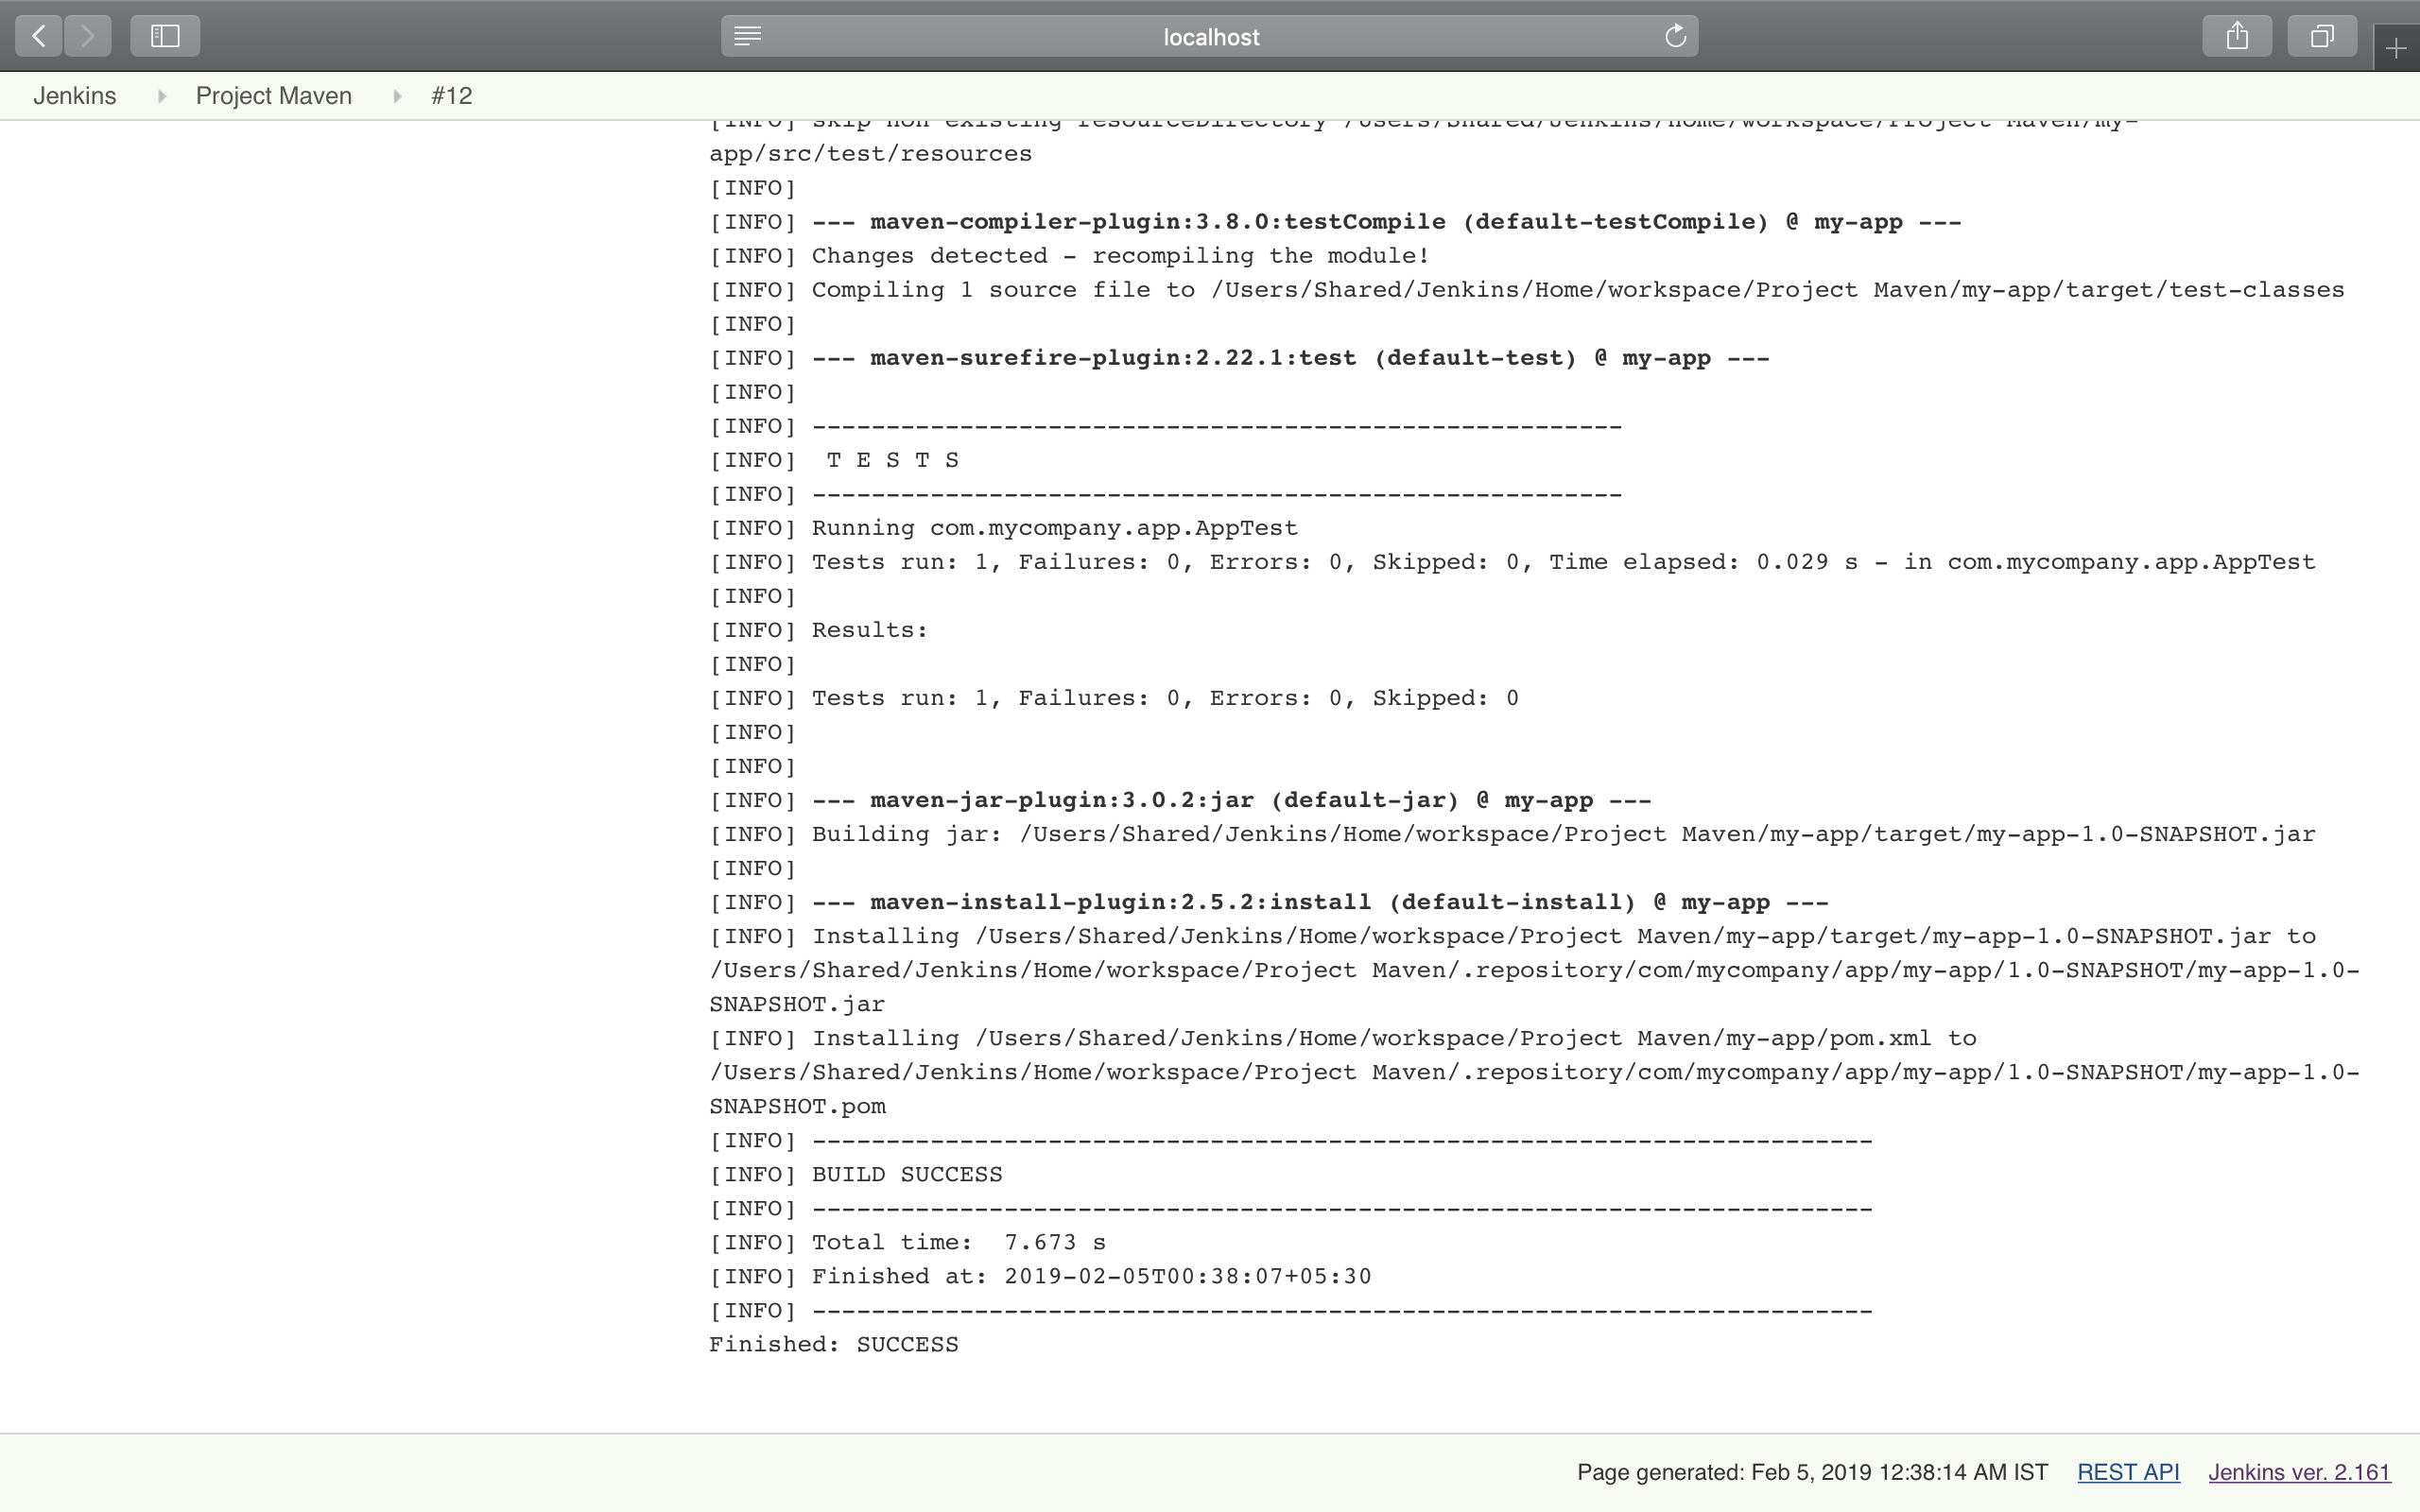 localhost
Jenkins Project Maven #12
[INFO] skip non existing resourceDirectory /Users/Shared/Jenkins/Home/workspace/Project Maven/my-
app/src/test/resources
[INFO]
[INFO] --- maven-compiler-plugin:3.8.0:testCompile (default-testCompile) @ my-app ---
[INFO] Changes detected - recompiling the module!
[INFO] Compiling 1 source file to /Users/Shared/Jenkins/Home/workspace/Project Maven/my-app/target/test-classes
[INFO]
[INFO] --- maven-surefire-plugin:2.22.1:test (default-test) @ my-app ---
[INFO]
[INFO] -------------------------------------------------------
[INFO]  T E S T S
[INFO] -------------------------------------------------------
[INFO] Running com.mycompany.app.AppTest
[INFO] Tests run: 1, Failures: 0, Errors: 0, Skipped: 0, Time elapsed: 0.029 s - in com.mycompany.app.AppTest
[INFO]
[INFO] Results:
[INFO]
[INFO] Tests run: 1, Failures: 0, Errors: 0, Skipped: 0
[INFO]
[INFO]
[INFO] --- maven-jar-plugin:3.0.2:jar (default-jar) @ my-app ---
[INFO] Building jar: /Users/Shared/Jenkins/Home/workspace/Project Maven/my-app/target/my-app-1.0-SNAPSHOT.jar
[INFO]
[INFO] --- maven-install-plugin:2.5.2:install (default-install) @ my-app ---
[INFO] Installing /Users/Shared/Jenkins/Home/workspace/Project Maven/my-app/target/my-app-1.0-SNAPSHOT.jar to
/Users/Shared/Jenkins/Home/workspace/Project Maven/.repository/com/mycompany/app/my-app/1.0-SNAPSHOT/my-app-1.0-
SNAPSHOT.jar
[INFO] Installing /Users/Shared/Jenkins/Home/workspace/Project Maven/my-app/pom.xml to
/Users/Shared/Jenkins/Home/workspace/Project Maven/.repository/com/mycompany/app/my-app/1.0-SNAPSHOT/my-app-1.0-
SNAPSHOT.pom
[INFO] ------------------------------------------------------------------------
[INFO] BUILD SUCCESS
[INFO] ------------------------------------------------------------------------
[INFO] Total time:  7.673 s
[INFO] Finished at: 2019-02-05T00:38:07+05:30
[INFO] ------------------------------------------------------------------------
Finished: SUCCESS
Page generated: Feb 5, 2019 12:38:14 AM IST REST API Jenkins ver. 2.161